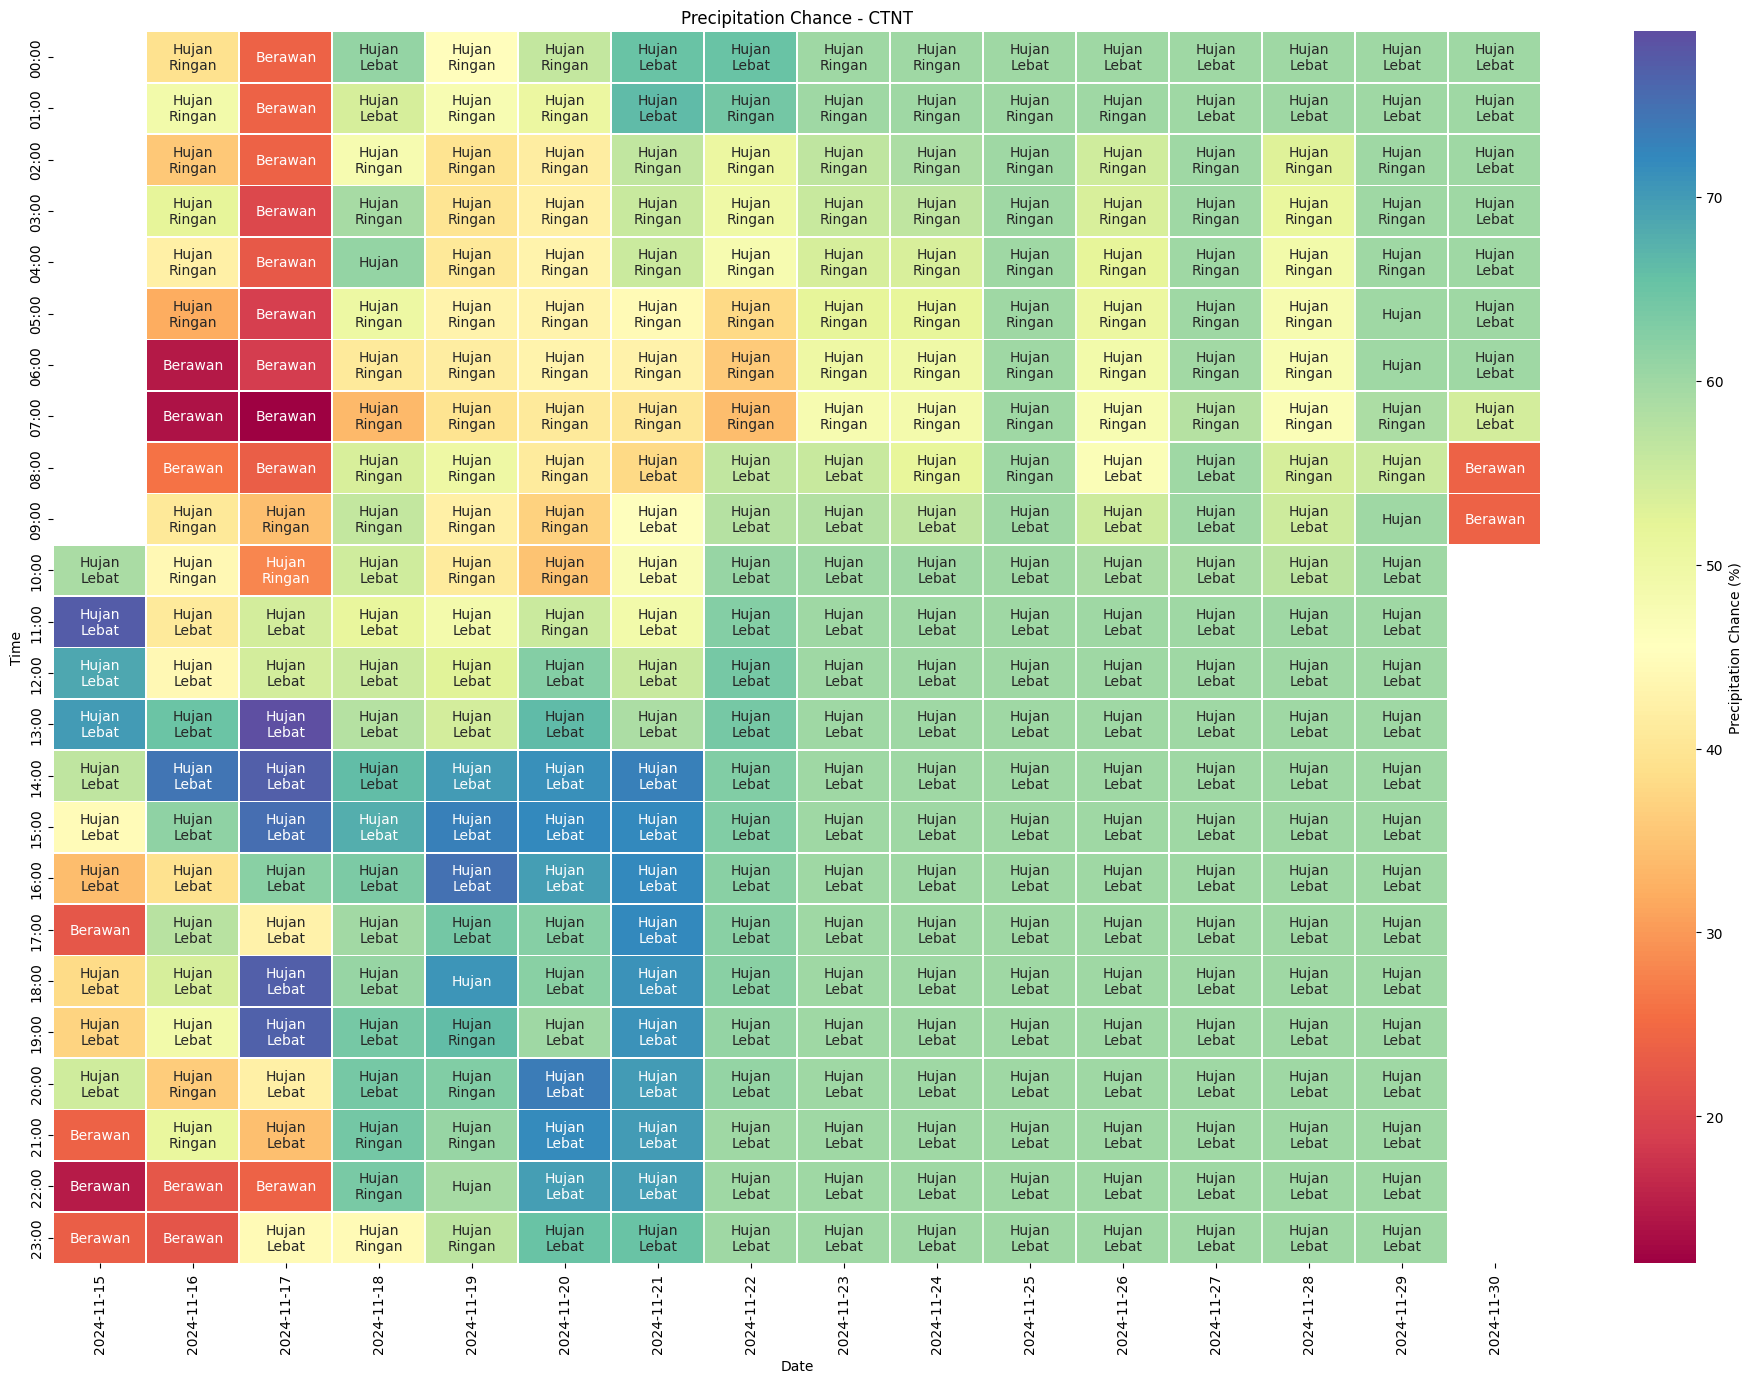 Precipitation Chance - CTNT
00:00 Hujan Ringan Berawan Hujan Lebat Hujan Ringan Hujan Ringan Hujan Lebat Hujan Lebat Hujan Ringan Hujan Ringan Hujan Lebat Hujan Lebat Hujan Lebat Hujan Lebat Hujan Lebat Hujan Lebat
01:00 Hujan Ringan Berawan Hujan Lebat Hujan Ringan Hujan Ringan Hujan Lebat Hujan Ringan Hujan Ringan Hujan Ringan Hujan Ringan Hujan Ringan Hujan Lebat Hujan Lebat Hujan Lebat Hujan Lebat
02:00 Hujan Ringan Berawan Hujan Ringan Hujan Ringan Hujan Ringan Hujan Ringan Hujan Ringan Hujan Ringan Hujan Ringan Hujan Ringan Hujan Ringan Hujan Ringan Hujan Ringan Hujan Ringan Hujan Lebat
03:00 Hujan Ringan Berawan Hujan Ringan Hujan Ringan Hujan Ringan Hujan Ringan Hujan Ringan Hujan Ringan Hujan Ringan Hujan Ringan Hujan Ringan Hujan Ringan Hujan Ringan Hujan Ringan Hujan Lebat
04:00 Hujan Ringan Berawan Hujan Hujan Ringan Hujan Ringan Hujan Ringan Hujan Ringan Hujan Ringan Hujan Ringan Hujan Ringan Hujan Ringan Hujan Ringan Hujan Ringan Hujan Ringan Hujan Lebat
05:00 Hujan Ringan Berawan Hujan Ringan Hujan Ringan Hujan Ringan Hujan Ringan Hujan Ringan Hujan Ringan Hujan Ringan Hujan Ringan Hujan Ringan Hujan Ringan Hujan Ringan Hujan Hujan Lebat
06:00 Berawan Berawan Hujan Ringan Hujan Ringan Hujan Ringan Hujan Ringan Hujan Ringan Hujan Ringan Hujan Ringan Hujan Ringan Hujan Ringan Hujan Ringan Hujan Ringan Hujan Hujan Lebat
07:00 Berawan Berawan Hujan Ringan Hujan Ringan Hujan Ringan Hujan Ringan Hujan Ringan Hujan Ringan Hujan Ringan Hujan Ringan Hujan Ringan Hujan Ringan Hujan Ringan Hujan Ringan Hujan Lebat
08:00 Berawan Berawan Hujan Ringan Hujan Ringan Hujan Ringan Hujan Lebat Hujan Lebat Hujan Lebat Hujan Ringan Hujan Ringan Hujan Lebat Hujan Lebat Hujan Ringan Hujan Ringan Berawan
09:00 Hujan Ringan Hujan Ringan Hujan Ringan Hujan Ringan Hujan Ringan Hujan Lebat Hujan Lebat Hujan Lebat Hujan Lebat Hujan Lebat Hujan Lebat Hujan Lebat Hujan Lebat Hujan Berawan
10:00 Hujan Lebat Hujan Ringan Hujan Ringan Hujan Lebat Hujan Ringan Hujan Ringan Hujan Lebat Hujan Lebat Hujan Lebat Hujan Lebat Hujan Lebat Hujan Lebat Hujan Lebat Hujan Lebat Hujan Lebat
11:00 Hujan Lebat Hujan Lebat Hujan Lebat Hujan Lebat Hujan Lebat Hujan Ringan Hujan Lebat Hujan Lebat Hujan Lebat Hujan Lebat Hujan Lebat Hujan Lebat Hujan Lebat Hujan Lebat Hujan Lebat
12:00 Hujan Lebat Hujan Lebat Hujan Lebat Hujan Lebat Hujan Lebat Hujan Lebat Hujan Lebat Hujan Lebat Hujan Lebat Hujan Lebat Hujan Lebat Hujan Lebat Hujan Lebat Hujan Lebat Hujan Lebat
13:00 Hujan Lebat Hujan Lebat Hujan Lebat Hujan Lebat Hujan Lebat Hujan Lebat Hujan Lebat Hujan Lebat Hujan Lebat Hujan Lebat Hujan Lebat Hujan Lebat Hujan Lebat Hujan Lebat Hujan Lebat
14:00 Hujan Lebat Hujan Lebat Hujan Lebat Hujan Lebat Hujan Lebat Hujan Lebat Hujan Lebat Hujan Lebat Hujan Lebat Hujan Lebat Hujan Lebat Hujan Lebat Hujan Lebat Hujan Lebat Hujan Lebat
15:00 Hujan Lebat Hujan Lebat Hujan Lebat Hujan Lebat Hujan Lebat Hujan Lebat Hujan Lebat Hujan Lebat Hujan Lebat Hujan Lebat Hujan Lebat Hujan Lebat Hujan Lebat Hujan Lebat Hujan Lebat
16:00 Hujan Lebat Hujan Lebat Hujan Lebat Hujan Lebat Hujan Lebat Hujan Lebat Hujan Lebat Hujan Lebat Hujan Lebat Hujan Lebat Hujan Lebat Hujan Lebat Hujan Lebat Hujan Lebat Hujan Lebat
17:00 Berawan Hujan Lebat Hujan Lebat Hujan Lebat Hujan Lebat Hujan Lebat Hujan Lebat Hujan Lebat Hujan Lebat Hujan Lebat Hujan Lebat Hujan Lebat Hujan Lebat Hujan Lebat Hujan Lebat
18:00 Hujan Lebat Hujan Lebat Hujan Lebat Hujan Lebat Hujan Hujan Lebat Hujan Lebat Hujan Lebat Hujan Lebat Hujan Lebat Hujan Lebat Hujan Lebat Hujan Lebat Hujan Lebat Hujan Lebat
19:00 Hujan Lebat Hujan Lebat Hujan Lebat Hujan Lebat Hujan Ringan Hujan Lebat Hujan Lebat Hujan Lebat Hujan Lebat Hujan Lebat Hujan Lebat Hujan Lebat Hujan Lebat Hujan Lebat Hujan Lebat
20:00 Hujan Lebat Hujan Ringan Hujan Lebat Hujan Lebat Hujan Ringan Hujan Lebat Hujan Lebat Hujan Lebat Hujan Lebat Hujan Lebat Hujan Lebat Hujan Lebat Hujan Lebat Hujan Lebat Hujan Lebat
21:00 Berawan Hujan Ringan Hujan Lebat Hujan Ringan Hujan Ringan Hujan Lebat Hujan Lebat Hujan Lebat Hujan Lebat Hujan Lebat Hujan Lebat Hujan Lebat Hujan Lebat Hujan Lebat Hujan Lebat
22:00 Berawan Berawan Berawan Hujan Ringan Hujan Hujan Lebat Hujan Lebat Hujan Lebat Hujan Lebat Hujan Lebat Hujan Lebat Hujan Lebat Hujan Lebat Hujan Lebat Hujan Lebat
23:00 Berawan Berawan Hujan Lebat Hujan Ringan Hujan Ringan Hujan Lebat Hujan Lebat Hujan Lebat Hujan Lebat Hujan Lebat Hujan Lebat Hujan Lebat Hujan Lebat Hujan Lebat Hujan Lebat
Time
2024-11-15 2024-11-16 2024-11-17 2024-11-18 2024-11-19 2024-11-20 2024-11-21 2024-11-22 2024-11-23 2024-11-24 2024-11-25 2024-11-26 2024-11-27 2024-11-28 2024-11-29 2024-11-30
Date
70
60
50
40
30
20
Precipitation Chance (%)